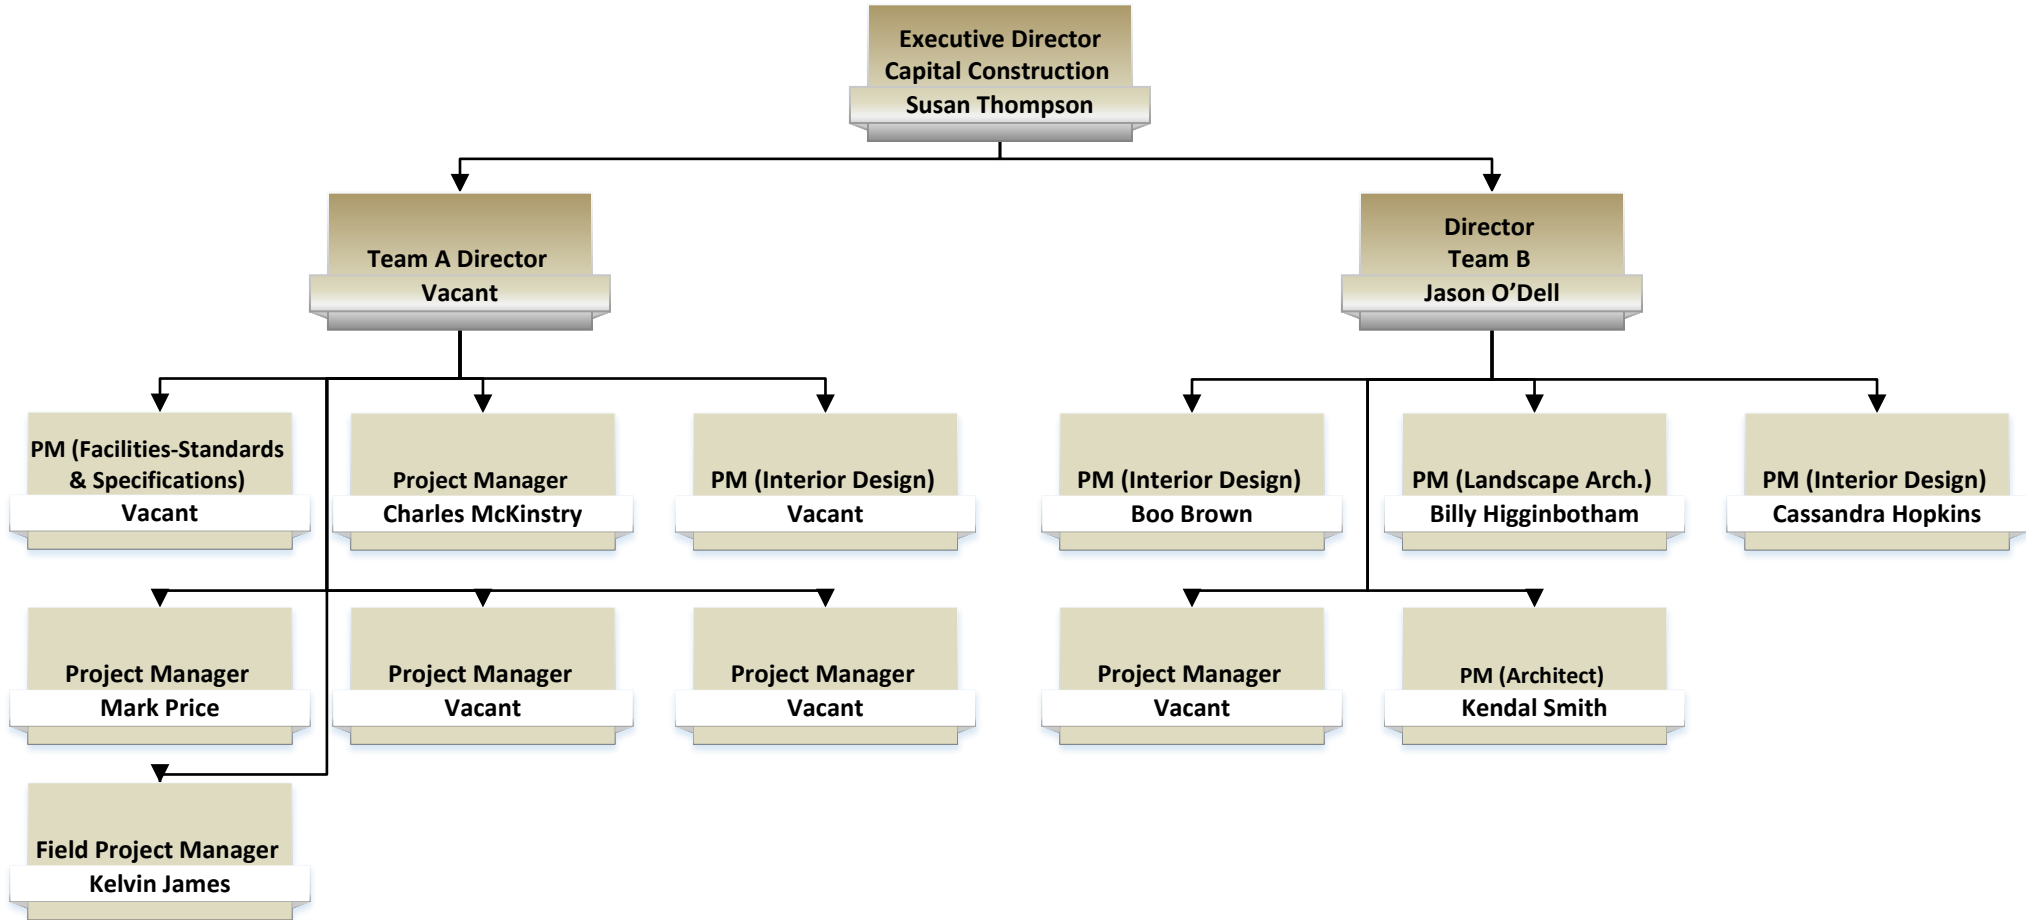 Executive Director
Capital Construction
Susan Thompson
Team A Director
Vacant
Director
Team B
Jason O’Dell
PM (Facilities-Standards
& Specifications)
Vacant
Project Manager
Charles McKinstry
PM (Interior Design)
Vacant
PM (Interior Design)
Boo Brown
PM (Landscape Arch.)
Billy Higginbotham
PM (Interior Design)
Cassandra Hopkins
Project Manager
Mark Price
Project Manager
Vacant
Project Manager
Vacant
Project Manager
Vacant
PM (Architect)
Kendal Smith
Field Project Manager
Kelvin James